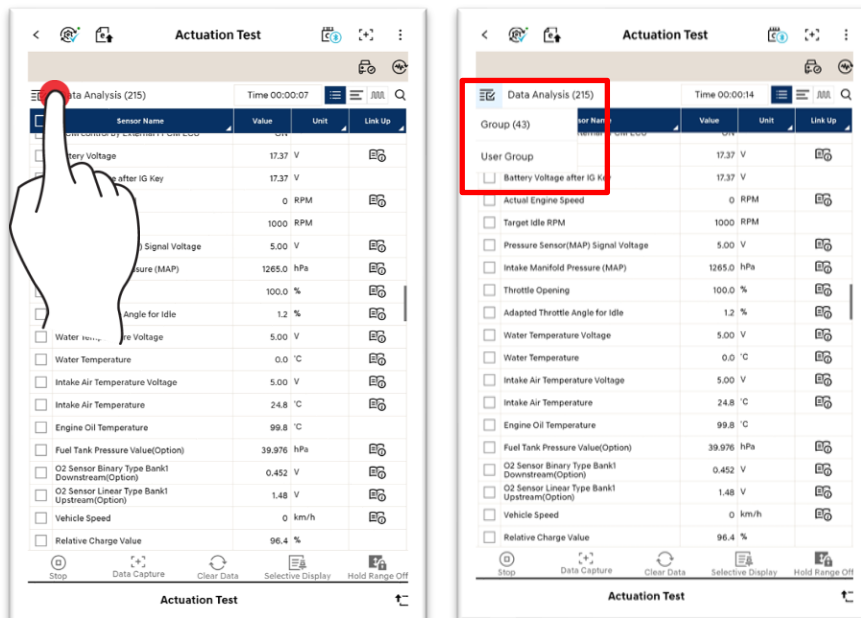 Actuation Test
Data Analysis (215)
Time 00:00:07
Sensor Name
Value
Unit
Link Up
ON
Battery Voltage
17.37 V
after IG Key
17.37 V
0 RPM
1000 RPM
Signal Voltage
5.00 V
(MAP)
1265.0 hPa
100.0 %
Angle for Idle
1.2 %
Water Temperature Voltage
5.00 V
Water Temperature
0.0 °C
Intake Air Temperature Voltage
5.00 V
Intake Air Temperature
24.8 °C
Engine Oil Temperature
99.8 °C
Fuel Tank Pressure Value(Option)
39.976 hPa
O2 Sensor Binary Type Bank1
Downstream(Option)
0.452 V
O2 Sensor Linear Type Bank1
Upstream(Option)
1.48 V
Vehicle Speed
0 km/h
Relative Charge Value
96.4 %
Stop
Data Capture
Clear Data
Selective Display
Hold Range Off
Actuation Test
Actuation Test
Data Analysis (215)
Time 00:00:14
Group (43)
User Group
Value
Unit
Link Up
17.37 V
Battery Voltage after IG Key
17.37 V
Actual Engine Speed
0 RPM
Target Idle RPM
1000 RPM
Pressure Sensor(MAP) Signal Voltage
5.00 V
Intake Manifold Pressure (MAP)
1265.0 hPa
Throttle Opening
100.0 %
Adapted Throttle Angle for Idle
1.2 %
Water Temperature Voltage
5.00 V
Water Temperature
0.0 °C
Intake Air Temperature Voltage
5.00 V
Intake Air Temperature
24.8 °C
Engine Oil Temperature
99.8 °C
Fuel Tank Pressure Value(Option)
39.976 hPa
O2 Sensor Binary Type Bank1
Downstream(Option)
0.452 V
O2 Sensor Linear Type Bank1
Upstream(Option)
1.48 V
Vehicle Speed
0 km/h
Relative Charge Value
96.4 %
Stop
Data Capture
Clear Data
Selective Display
Hold Range Off
Actuation Test